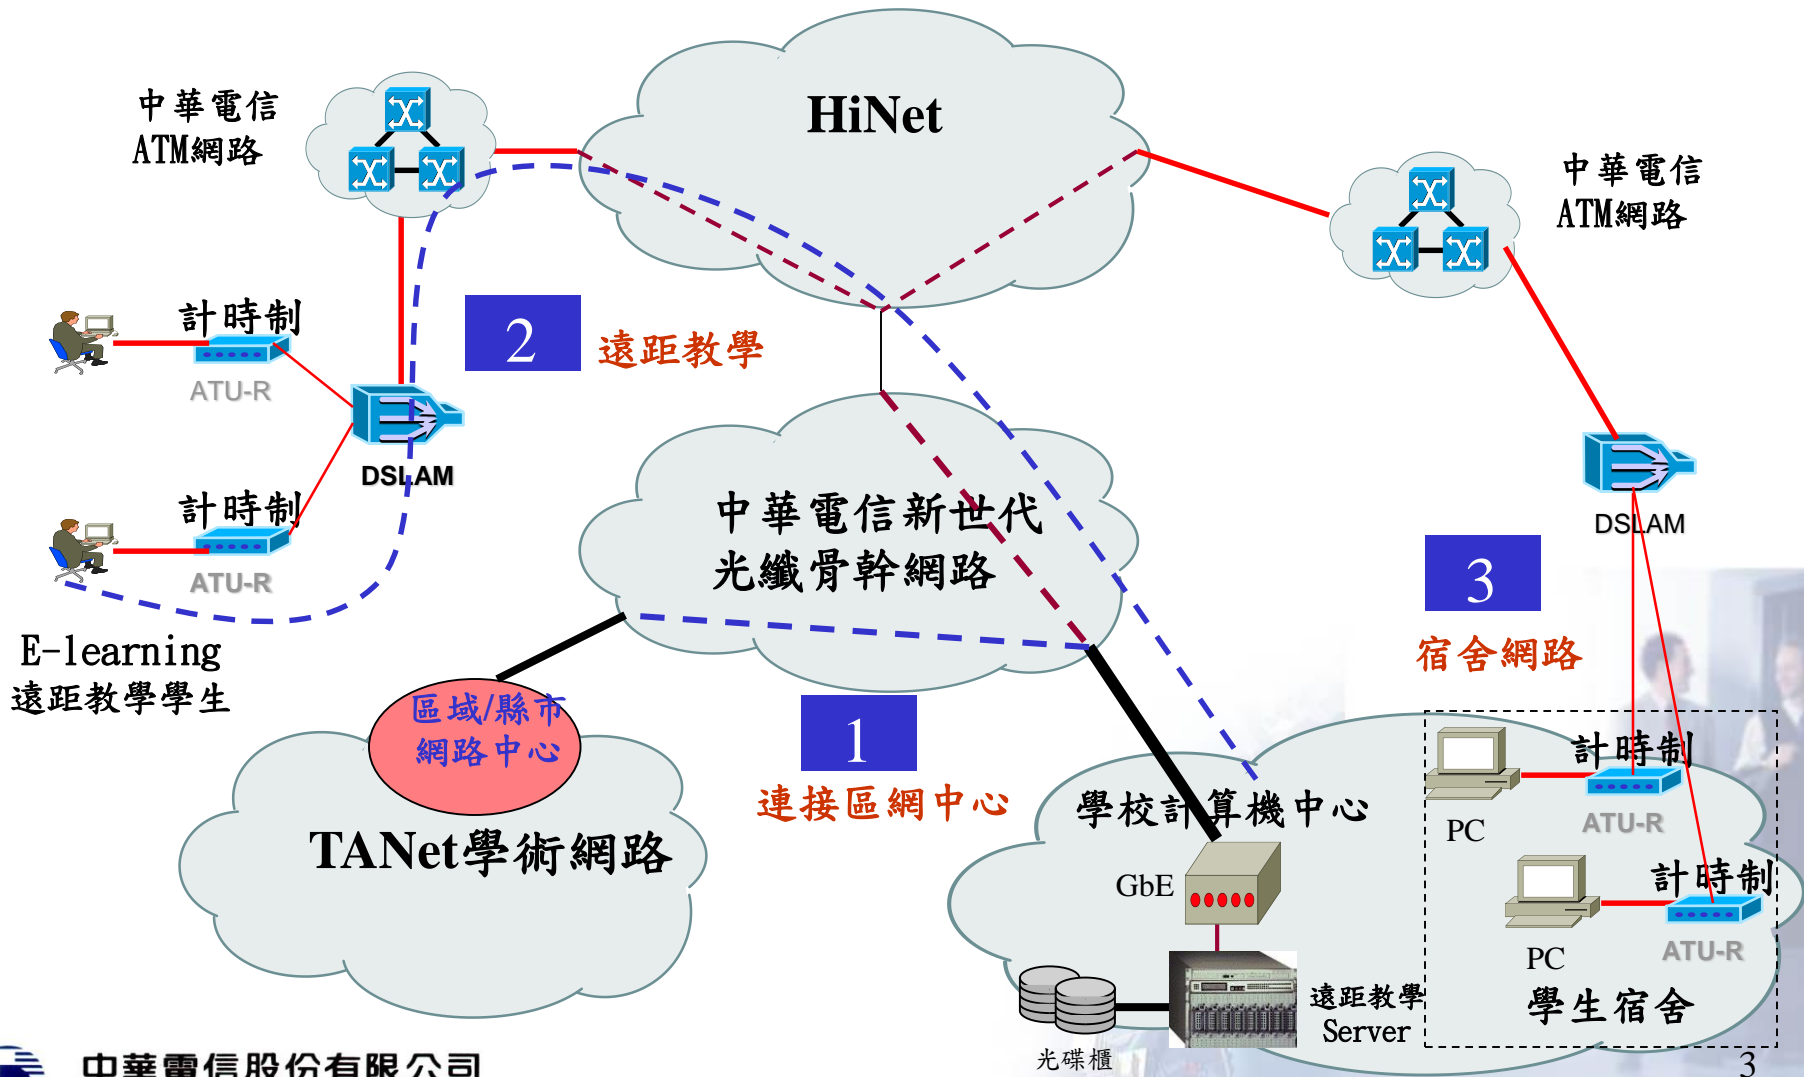 HiNet
中華電信
ATM網路
中華電信
ATM網路
計時制
ATU-R
2
遠距教學
DSLAM
計時制
ATU-R
E-learning
遠距教學學生
中華電信新世代
光纖骨幹網路
DSLAM
3
宿舍網路
區域/縣市
網路中心
TANet學術網路
1
連接區網中心
學校計算機中心
GbE
遠距教學
Server
光碟櫃
計時制
PC
ATU-R
計時制
PC
ATU-R
學生宿舍
中華電信股份有限公司
3